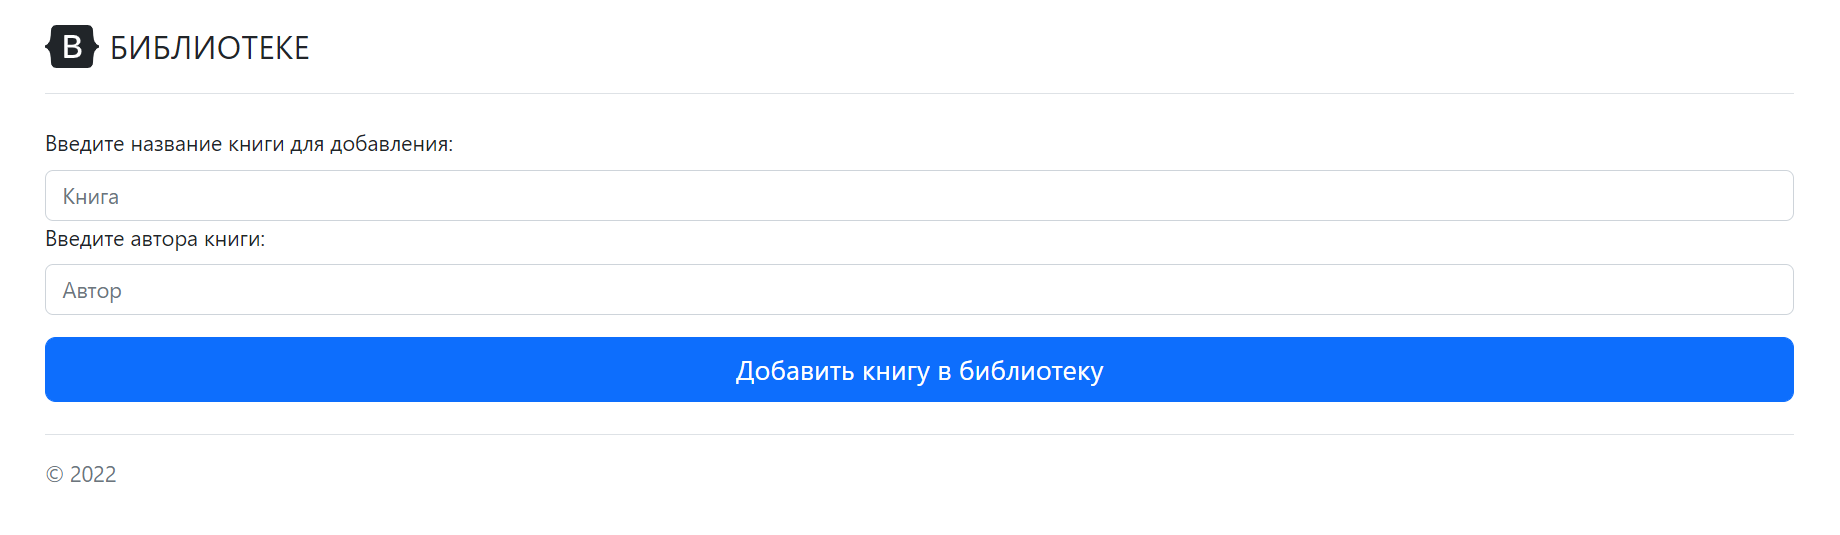 B БИБЛИОТЕКЕ
Введите название книги для добавления:
Книга
Введите автора книги:
Автор
Добавить книгу в библиотеку
© 2022